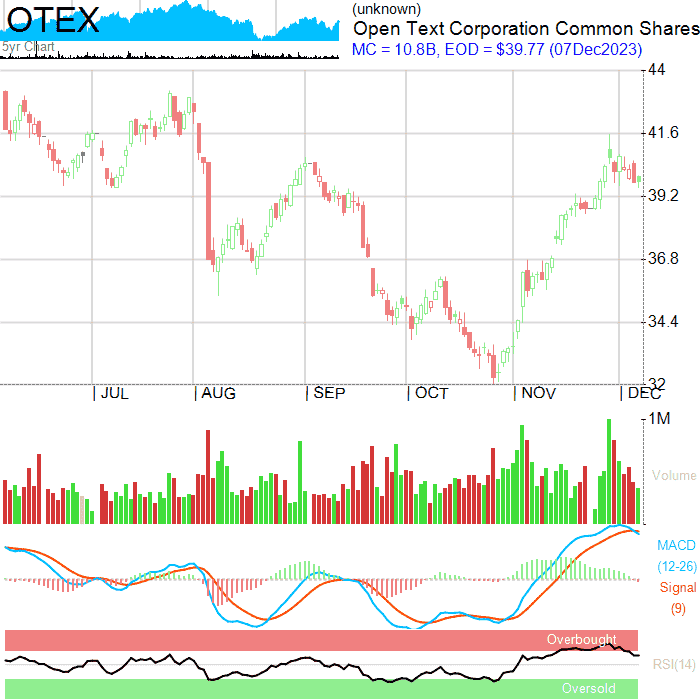 OTEX
5yr Chart
(unknown)
Open Text Corporation Common Shares
MC = 10.8B, EOD = $39.77 (07Dec2023)
44
41.6
39.2
36.8
34.4
32
JUL AUG SEP OCT NOV DEC
1M
Volume
MACD
(12-26)
Signal
(9)
Overbought
RSI(14)
Oversold